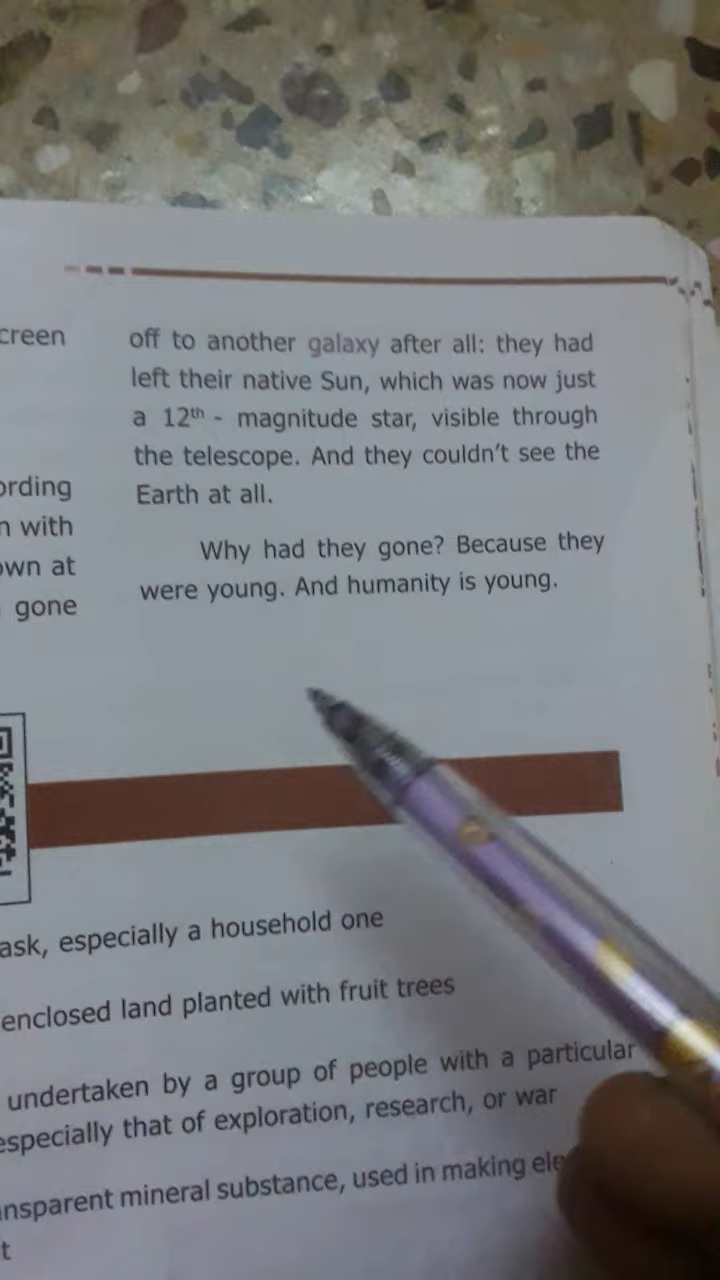 creen
ording
n with
own at
gone
off to another galaxy after all: they had
left their native Sun, which was now just
a 12th - magnitude star, visible through
the telescope. And they couldn't see the
Earth at all.
Why had they gone? Because they
were young. And humanity is young.
ask, especially a household one
enclosed land planted with fruit trees
undertaken by a group of people with a particular
especially that of exploration, research, or war
ansparent mineral substance, used in making ele
t